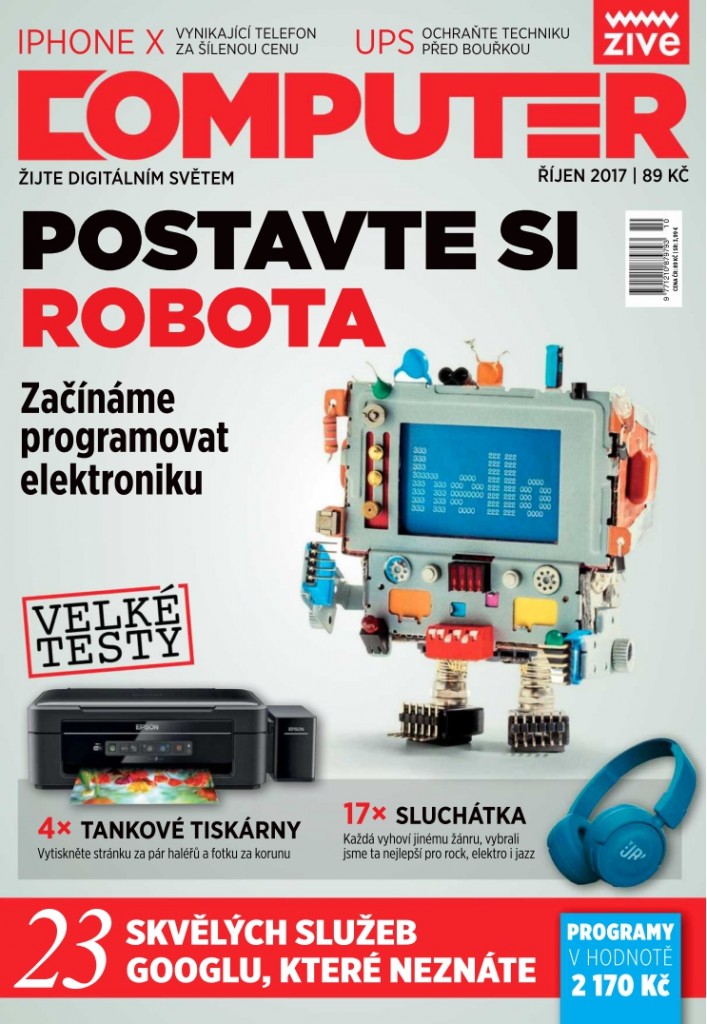 IPHONE X
VYNIKAJÍCÍ TELEFON
ZA ŠÍLENOU CENU
UPS
OCHRAŇTE TECHNIKU
PŘED BOUŘKOU
zive
COMPUTER
ŽIJTE DIGITÁLNÍM SVĚTEM
ŘÍJEN 2017 | 89 KČ
POSTAVTE SI
ROBOTA
Začínáme
programovat
elektroniku
VELKÉ
TESTY
EPSON
EPSON
4× TANKOVÉ TISKÁRNY
Vytiskněte stránku za pár haléřů a fotku za korunu
17× SLUCHÁTKA
Každá vyhoví jinému žánru, vybrali
jsme ta nejlepší pro rock, elektro i jazz
JBL
23 SKVĚLÝCH SLUŽEB
GOOGLU, KTERÉ NEZNÁTE
PROGRAMY
V HODNOTĚ
2 170 Kč